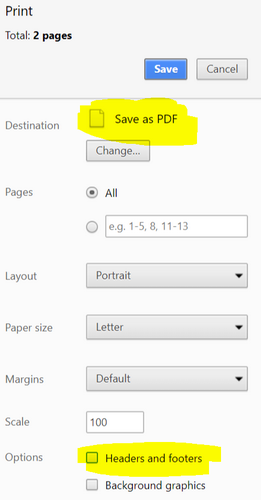 Print
Total: 2 pages
Save Cancel
Destination Save as PDF
Change...
Pages All
e.g. 1-5, 8, 11-13
Layout Portrait
Paper size Letter
Margins Default
Scale 100
Options Headers and footers
Background graphics